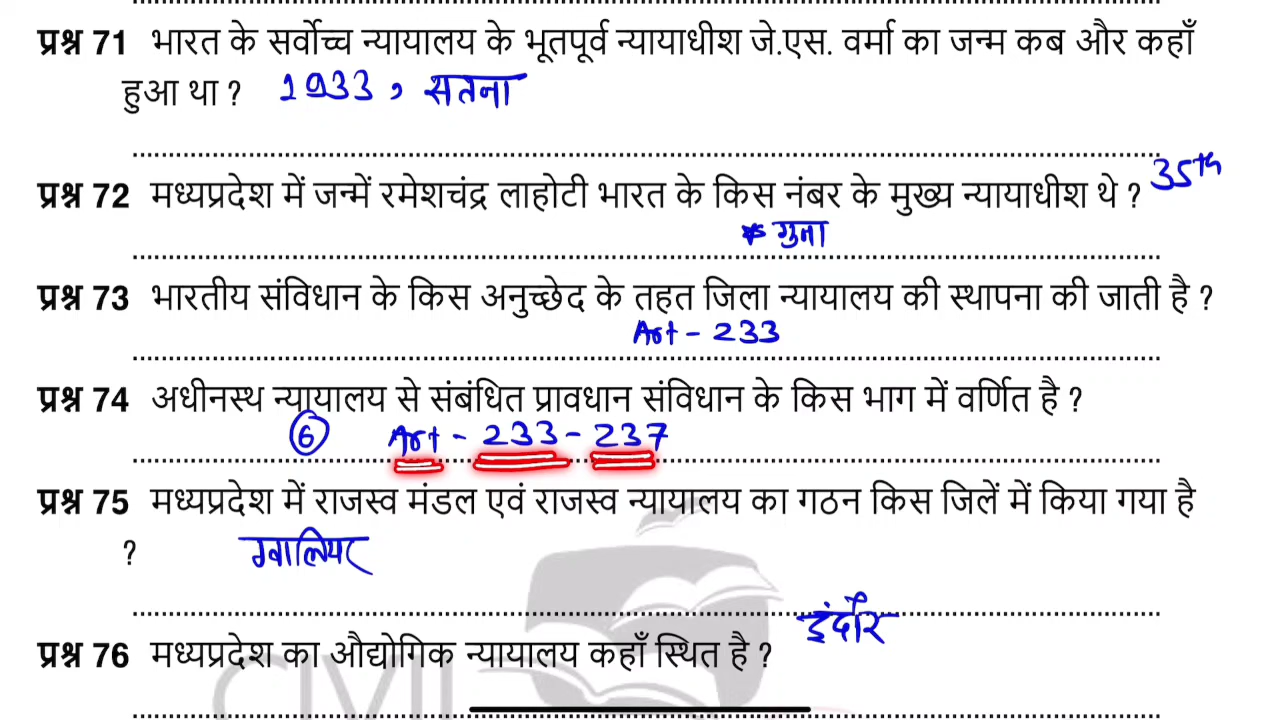 प्रश्न 71 भारत के सर्वोच्च न्यायालय के भूतपूर्व न्यायाधीश जे.एस. वर्मा का जन्म कब और कहाँ
हुआ था ? 1933, सतना
35th
प्रश्न 72 मध्यप्रदेश में जन्में रमेशचंद्र लाहोटी भारत के किस नंबर के मुख्य न्यायाधीश थे ?
* गुना
प्रश्न 73 भारतीय संविधान के किस अनुच्छेद के तहत जिला न्यायालय की स्थापना की जाती है ?
Art - 233
प्रश्न 74 अधीनस्थ न्यायालय से संबंधित प्रावधान संविधान के किस भाग में वर्णित है ?
6 Art - 233 - 237
प्रश्न 75 मध्यप्रदेश में राजस्व मंडल एवं राजस्व न्यायालय का गठन किस जिलें में किया गया है
? ग्वालियर
इंदौर
प्रश्न 76 मध्यप्रदेश का औद्योगिक न्यायालय कहाँ स्थित है ?